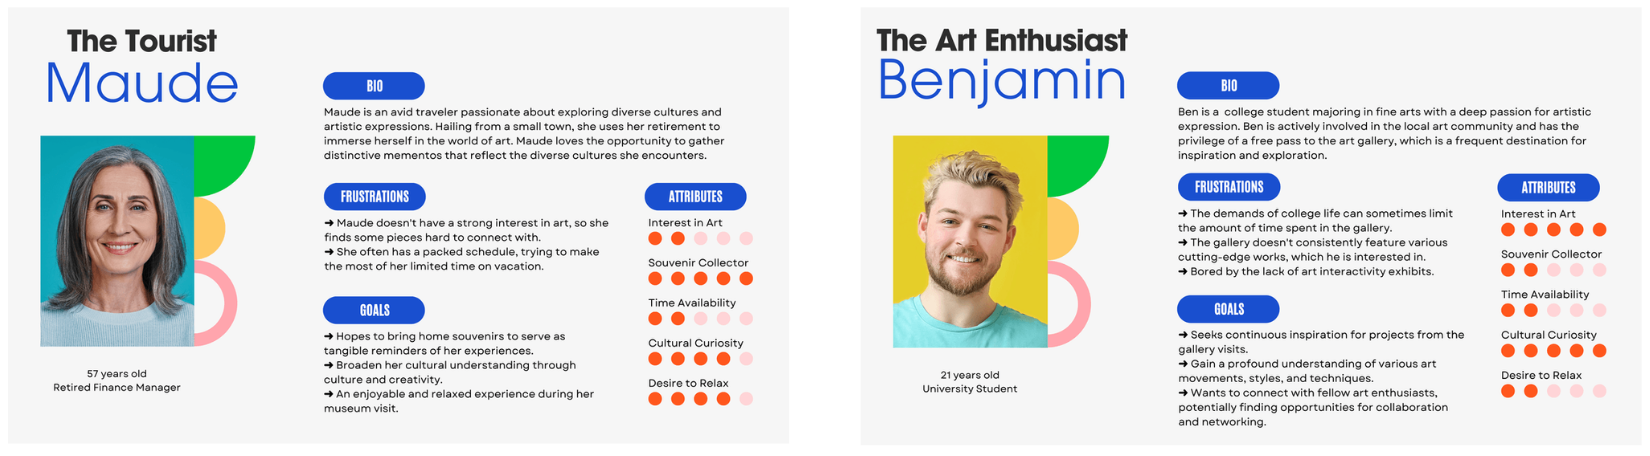 The Tourist
Maude
57 years old
Retired Finance Manager
BIO
Maude is an avid traveler passionate about exploring diverse cultures and
artistic expressions. Hailing from a small town, she uses her retirement to
immerse herself in the world of art. Maude loves the opportunity to gather
distinctive mementos that reflect the diverse cultures she encounters.
FRUSTRATIONS
➜ Maude doesn't have a strong interest in art, so she
finds some pieces hard to connect with.
➜ She often has a packed schedule, trying to make
the most of her limited time on vacation.
GOALS
➜ Hopes to bring home souvenirs to serve as
tangible reminders of her experiences.
➜ Broaden her cultural understanding through
culture and creativity.
➜ An enjoyable and relaxed experience during her
museum visit.
ATTRIBUTES
Interest in Art
Souvenir Collector
Time Availability
Cultural Curiosity
Desire to Relax
The Art Enthusiast
Benjamin
21 years old
University Student
BIO
Ben is a college student majoring in fine arts with a deep passion for artistic
expression. Ben is actively involved in the local art community and has the
privilege of a free pass to the art gallery, which is a frequent destination for
inspiration and exploration.
FRUSTRATIONS
➜ The demands of college life can sometimes limit
the amount of time spent in the gallery.
➜ The gallery doesn't consistently feature various
cutting-edge works, which he is interested in.
➜ Bored by the lack of art interactivity exhibits.
GOALS
➜ Seeks continuous inspiration for projects from the
gallery visits.
➜ Gain a profound understanding of various art
movements, styles, and techniques.
➜ Wants to connect with fellow art enthusiasts,
potentially finding opportunities for collaboration
and networking.
ATTRIBUTES
Interest in Art
Souvenir Collector
Time Availability
Cultural Curiosity
Desire to Relax